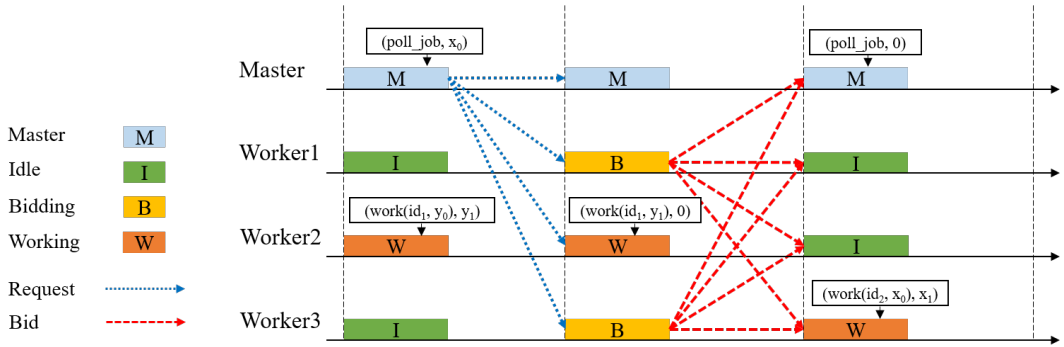 (poll_job, x₀)
(poll_job, 0)
Master
M
M
M
Master
M
Idle
I
Bidding
B
Working
W
Request
Bid
Worker1
I
B
I
(work(id₁, y₀), y₁)
(work(id₁, y₁), 0)
Worker2
W
W
I
(work(id₂, x₀), x₁)
Worker3
I
B
W